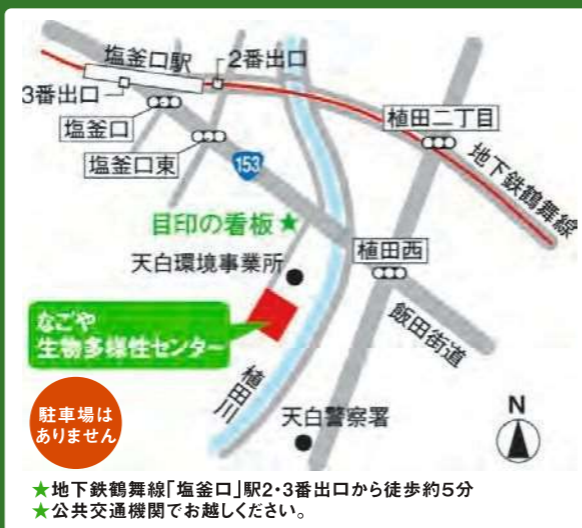 塩釜口駅
2番出口
3番出口
塩釜口
塩釜口東
植田二丁目
地下鉄鶴舞線
153
目印の看板★
天白環境事業所
植田西
飯田街道
なごや
生物多様性センター
植田川
駐車場は
ありません
天白警察署
N
★地下鉄鶴舞線「塩釜口」駅2・3番出口から徒歩約5分
★公共交通機関でお越しください。